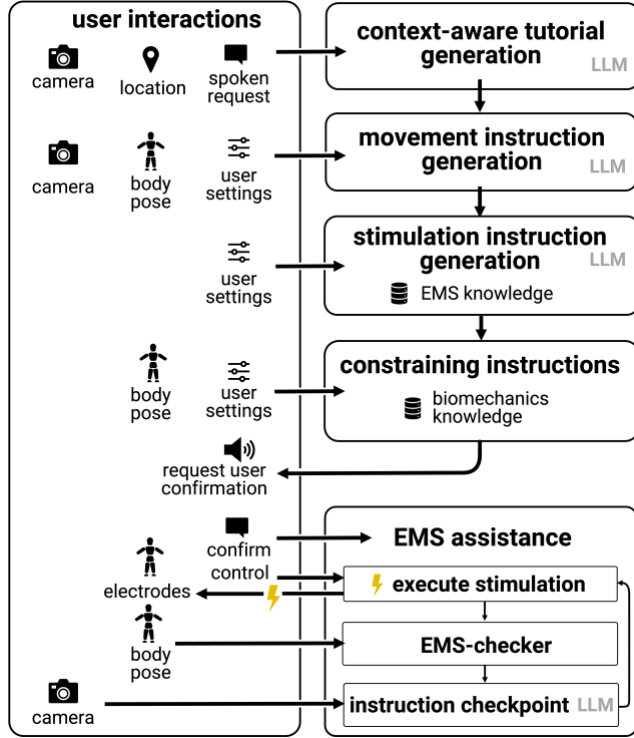 user interactions
camera
location
spoken
request
context-aware tutorial
generation
LLM
camera
body
pose
user
settings
movement instruction
generation
LLM
user
settings
stimulation instruction
generation
LLM
EMS knowledge
body
pose
user
settings
constraining instructions
biomechanics
knowledge
request user
confirmation
confirm
control
EMS assistance
electrodes
execute stimulation
body
pose
EMS-checker
camera
instruction checkpoint LLM